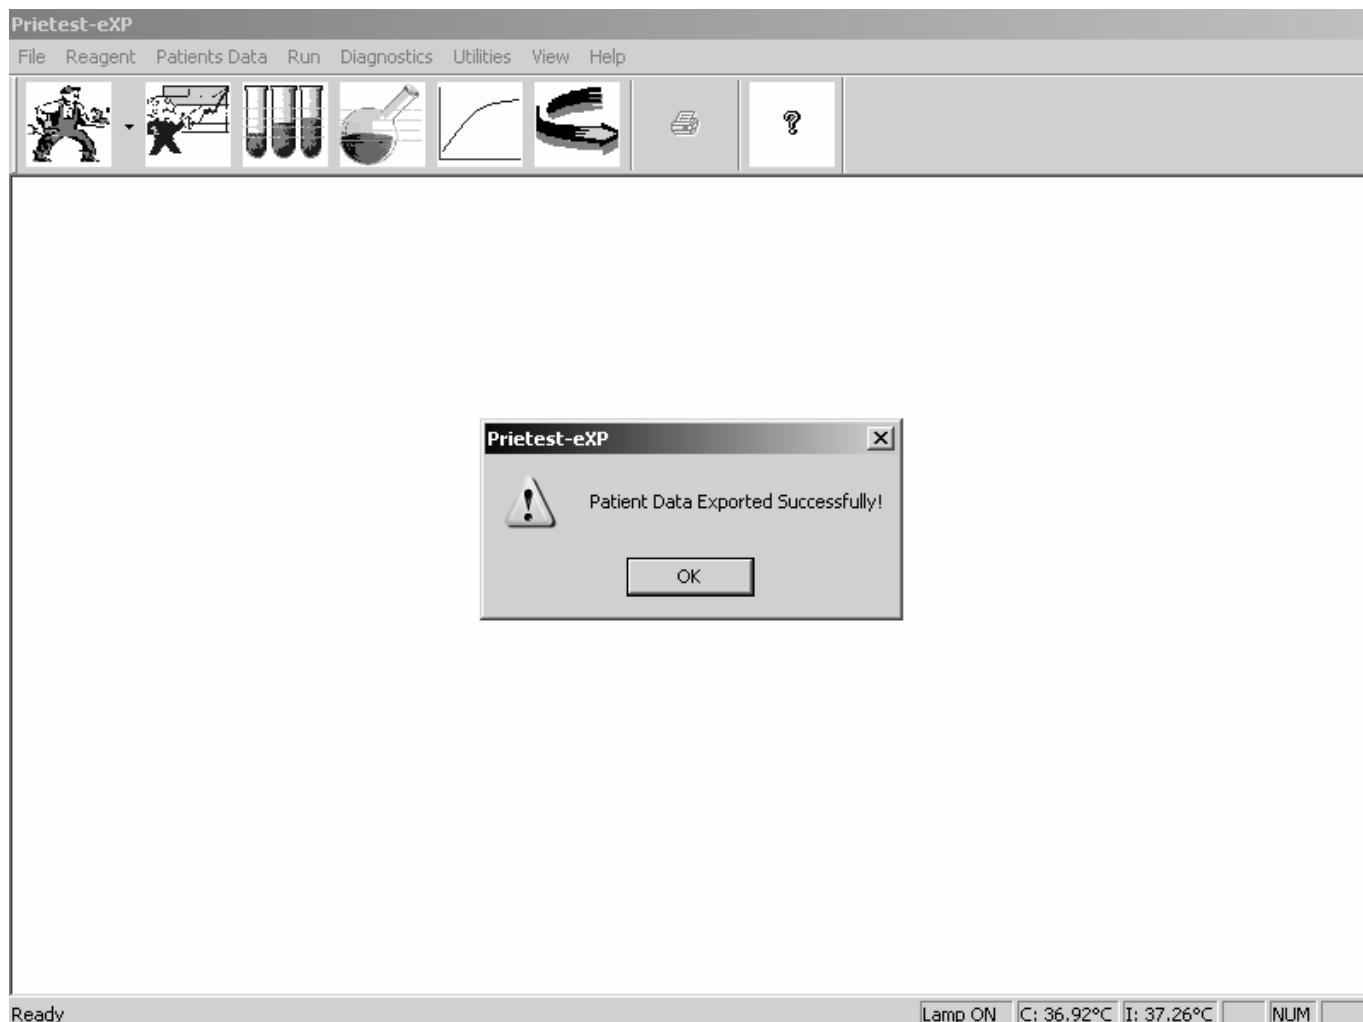 Prietest-eXP
File Reagent Patients Data Run Diagnostics Utilities View Help
?
Prietest-eXP
Patient Data Exported Successfully!
OK
Ready Lamp ON C: 36.92°C I: 37.26°C NUM